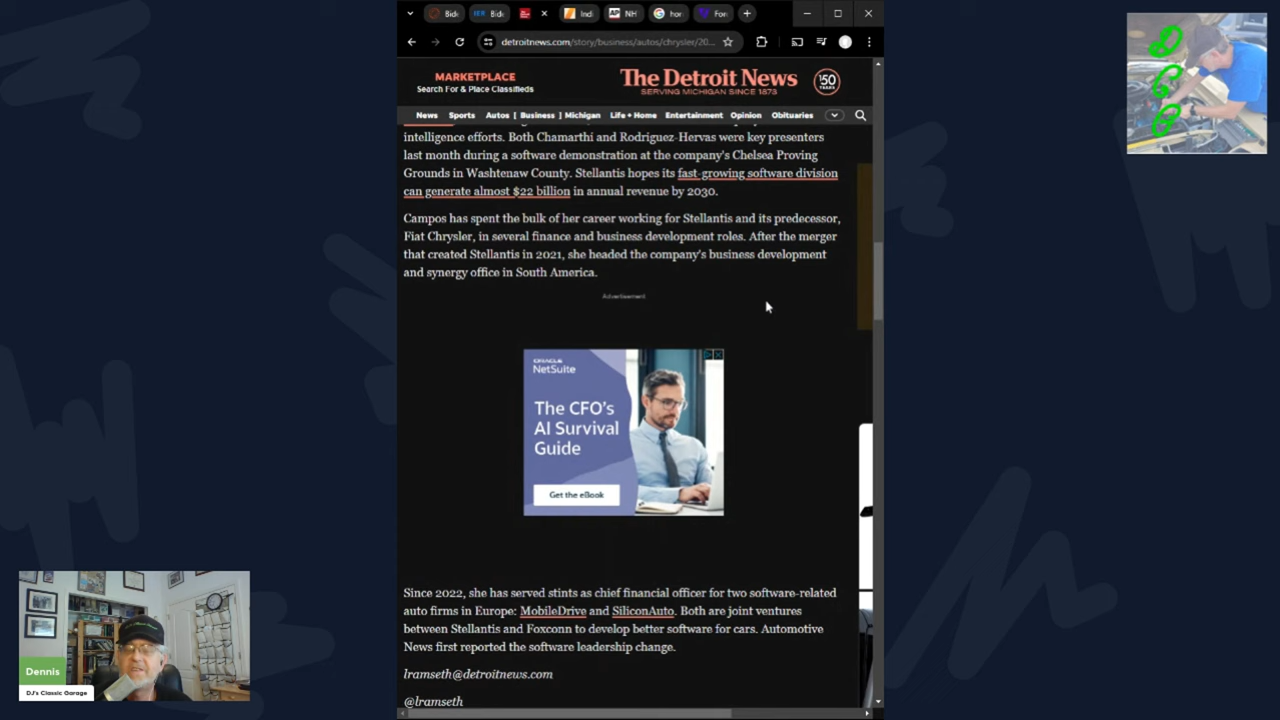 Bide
Bide
Indi
AP NH
hor
For
detroitnews.com/story/business/autos/chrysler/20...
MARKETPLACE
Search For & Place Classifieds
The Detroit News
SERVING MICHIGAN SINCE 1873
150
YEARS
News Sports Autos Business Michigan Life + Home Entertainment Opinion Obituaries
intelligence efforts. Both Chamarthi and Rodriguez-Hervas were key presenters
last month during a software demonstration at the company's Chelsea Proving
Grounds in Washtenaw County. Stellantis hopes its fast-growing software division
can generate almost $22 billion in annual revenue by 2030.
Campos has spent the bulk of her career working for Stellantis and its predecessor,
Fiat Chrysler, in several finance and business development roles. After the merger
that created Stellantis in 2021, she headed the company's business development
and synergy office in South America.
Advertisement
ORACLE
NetSuite
The CFO's
AI Survival
Guide
Get the eBook
Since 2022, she has served stints as chief financial officer for two software-related
auto firms in Europe: MobileDrive and SiliconAuto. Both are joint ventures
between Stellantis and Foxconn to develop better software for cars. Automotive
News first reported the software leadership change.
lramseth@detroitnews.com
@lramseth
Dennis
DJ's Classic Garage